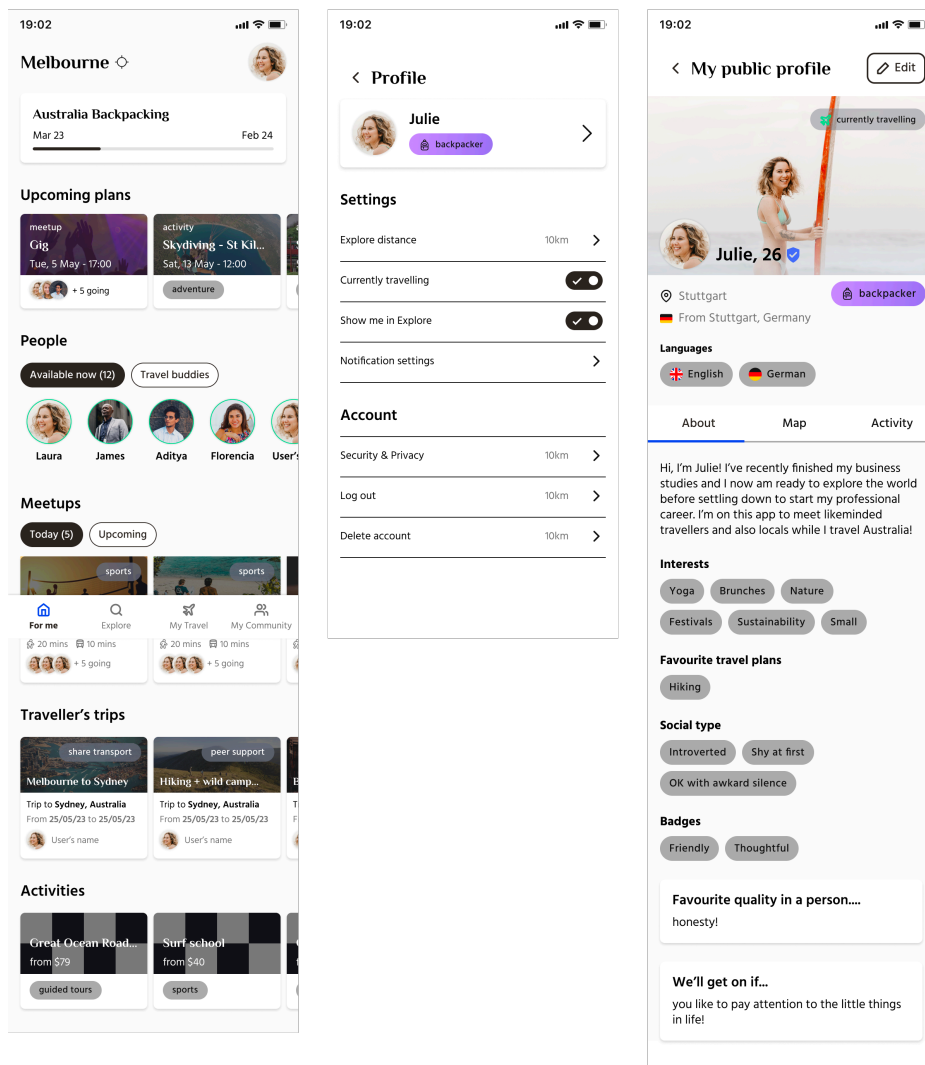 19:02
Melbourne
Australia Backpacking
Mar 23 Feb 24
Upcoming plans
meetup
Gig
Tue, 5 May - 17:00
+ 5 going
activity
Skydiving - St Kil...
Sat, 13 May - 12:00
adventure
People
Available now (12) Travel buddies
Laura James Aditya Florencia User's
Meetups
Today (5) Upcoming
sports sports
For me Explore My Travel My Community
20 mins 10 mins 20 mins 10 mins
+ 5 going + 5 going
Traveller's trips
share transport
Melbourne to Sydney
Trip to Sydney, Australia
From 25/05/23 to 25/05/23
User's name
peer support
Hiking + wild camp...
Trip to Sydney, Australia
From 25/05/23 to 25/05/23
User's name
Activities
Great Ocean Road...
from $79
guided tours
Surf school
from $40
sports
19:02
Profile
Julie
backpacker
Settings
Explore distance 10km
Currently travelling
Show me in Explore
Notification settings
Account
Security & Privacy 10km
Log out 10km
Delete account 10km
19:02
My public profile Edit
currently travelling
Julie, 26
Stuttgart backpacker
From Stuttgart, Germany
Languages
English German
About Map Activity
Hi, I'm Julie! I've recently finished my business
studies and I now am ready to explore the world
before settling down to start my professional
career. I'm on this app to meet likeminded
travellers and also locals while I travel Australia!
Interests
Yoga Brunches Nature
Festivals Sustainability Small
Favourite travel plans
Hiking
Social type
Introverted Shy at first
OK with awkard silence
Badges
Friendly Thoughtful
Favourite quality in a person....
honesty!
We'll get on if...
you like to pay attention to the little things
in life!